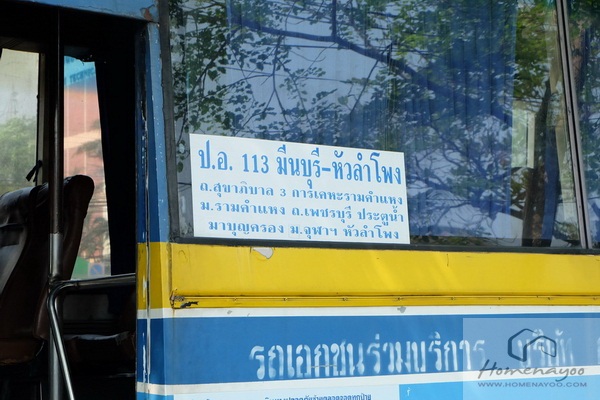 ป.อ. 113 มีนบุรี-หัวลำโพง
ถ.สุขาภิบาล 3 การเคหะรามคำแหง
ม.รามคำแหง ถ.เพชรบุรี ประตูน้ำ
มาบุญครอง ม.จุฬาฯ หัวลำโพง
รถเอกชนร่วมบริการ
Homenayoo
WWW.HOMENAYOO.COM